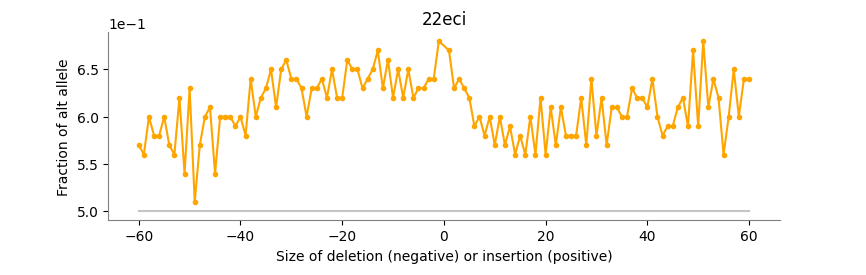 22eci
1e−1
6.5
6.0
5.5
5.0
Fraction of alt allele
−60 −40 −20 0 20 40 60
Size of deletion (negative) or insertion (positive)